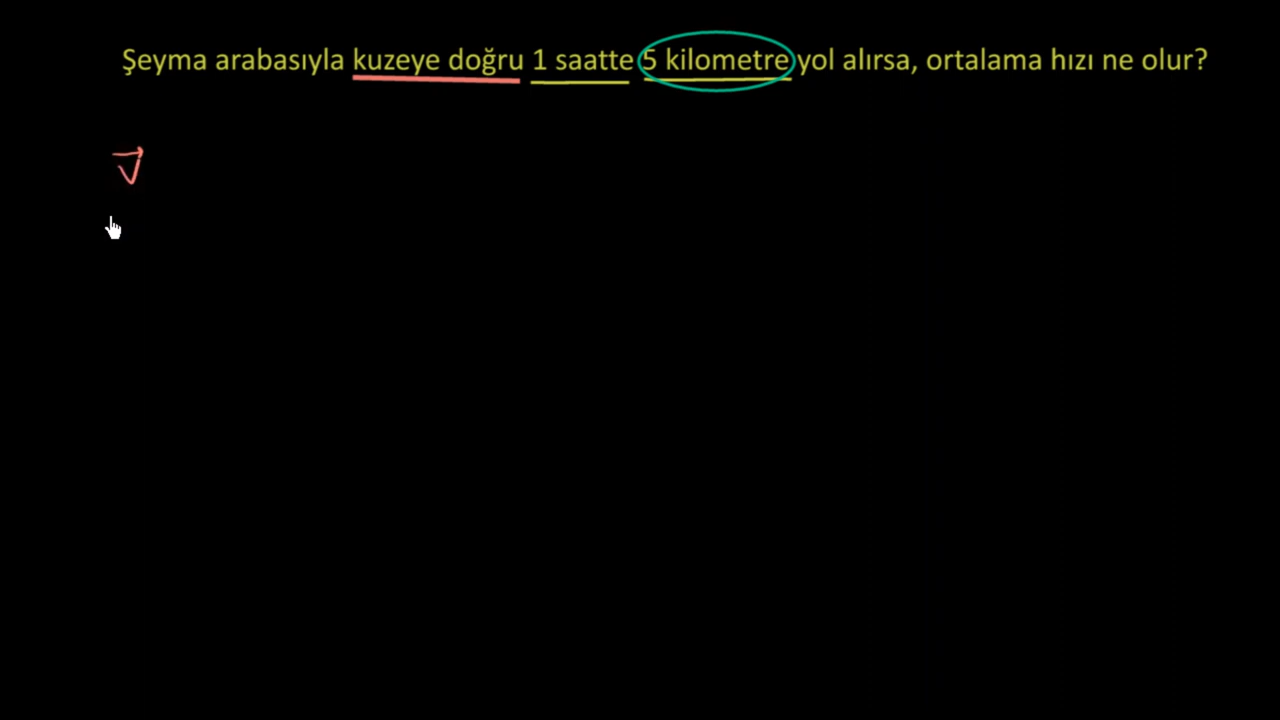 Şeyma arabasıyla kuzeye doğru 1 saatte 5 kilometre yol alırsa, ortalama hızı ne olur?
v⃗